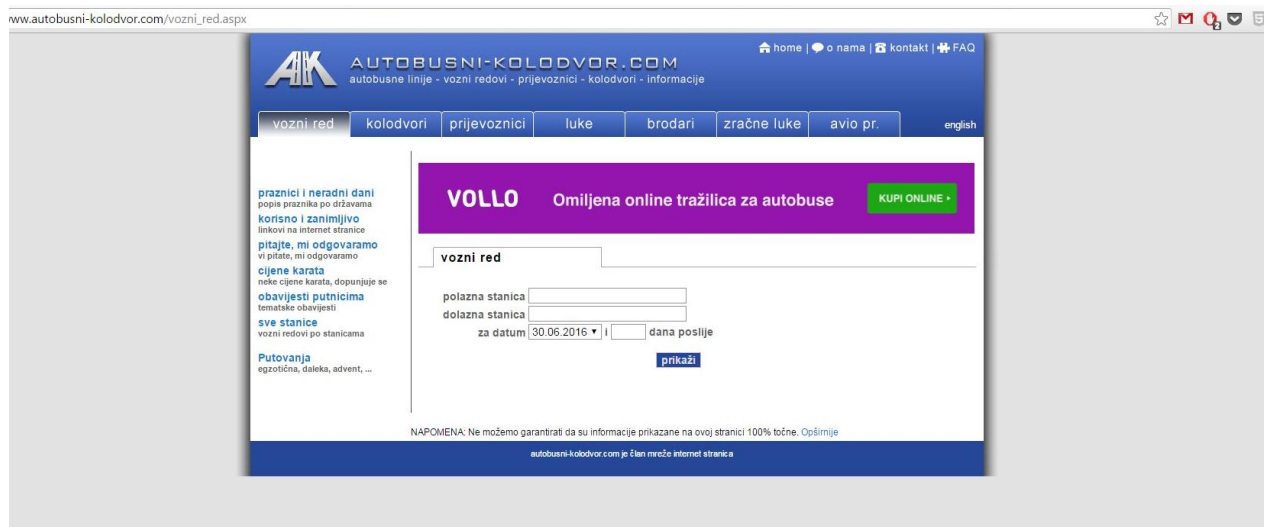 www.autobusni-kolodvor.com/vozni_red.aspx
2
AK
AUTOBUSNI-KOLODVOR.COM
autobusne linije - vozni redovi - prijevoznici - kolodvori - informacije
home | o nama | kontakt | FAQ
vozni red kolodvori prijevoznici luke brodari zračne luke avio pr. english
praznici i neradni dani
popis praznika po državama
korisno i zanimljivo
linkovi na internet stranice
pitajte, mi odgovaramo
vi pitate, mi odgovaramo
cijene karata
neke cijene karata, dopunjuje se
obavijesti putnicima
tematske obavijesti
sve stanice
vozni redovi po stanicama
Putovanja
egzotična, daleka, advent, ...
VOLLO Omiljena online tražilica za autobuse KUPI ONLINE
vozni red
polazna stanica
dolazna stanica
za datum 30.06.2016 i dana poslije
prikaži
NAPOMENA: Ne možemo garantirati da su informacije prikazane na ovoj stranici 100% točne. Opširnije
autobusni-kolodvor.com je član mreže internet stranica